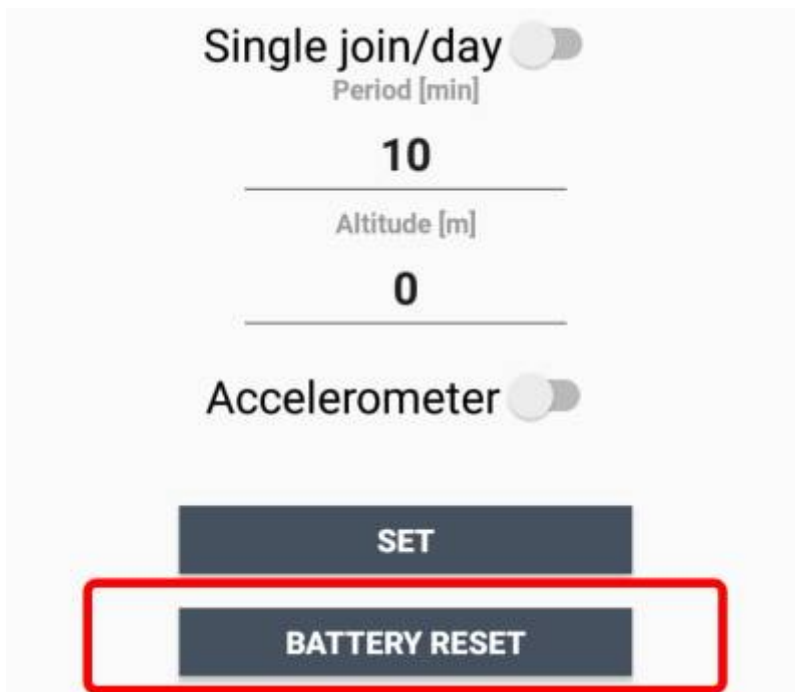 Single join/day
Period [min]
10
Altitude [m]
0
Accelerometer
SET
BATTERY RESET